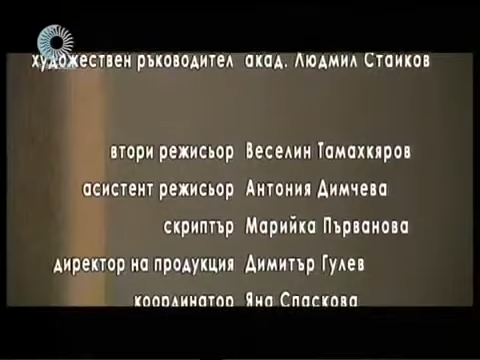 художествен ръководител акад. Людмил Стайков
втори режисьор Веселин Тамахкяров
асистент режисьор Антония Димчева
скриптър Марийка Първанова
директор на продукция Димитър Гулев
координатор Яна Спаскова